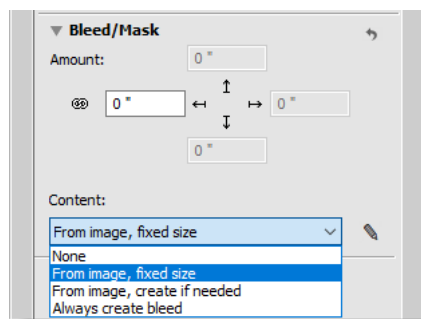 Bleed/Mask
Amount:
0 "
0 "
0 "
0 "
Content:
From image, fixed size
None
From image, fixed size
From image, create if needed
Always create bleed